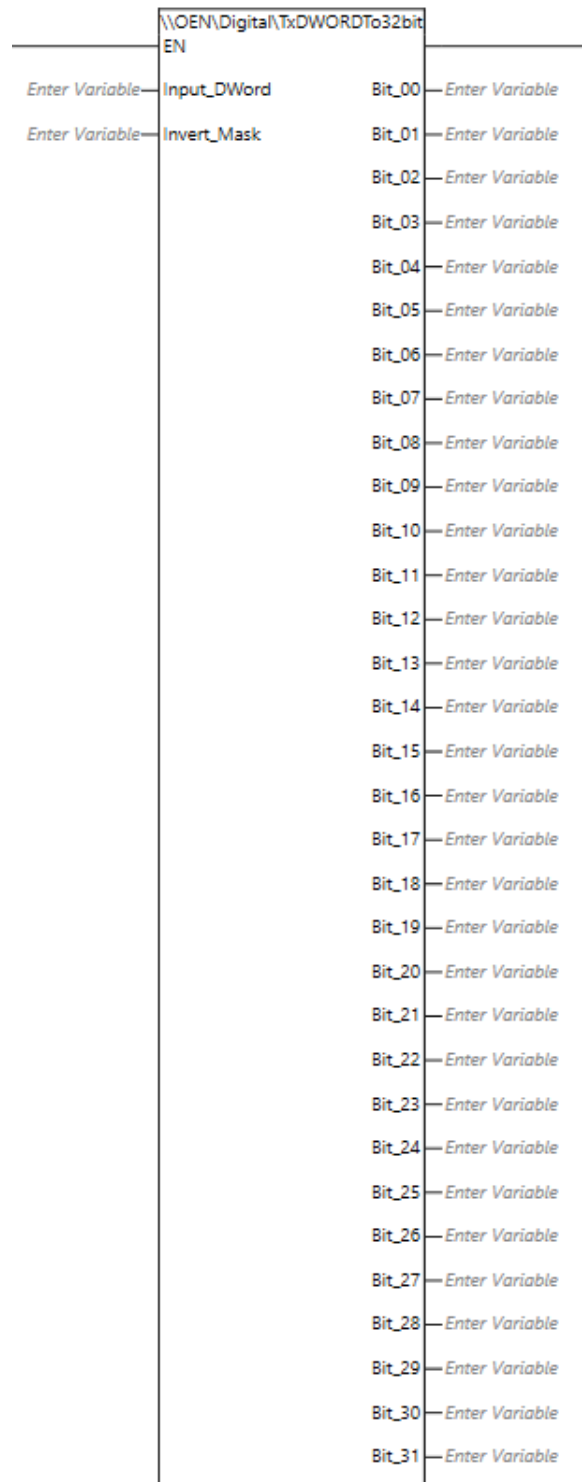 \\OEN\Digital\TxDWORDTo32bit
EN
Enter Variable Input_DWord Bit_00 Enter Variable
Enter Variable Invert_Mask Bit_01 Enter Variable
Bit_02 Enter Variable
Bit_03 Enter Variable
Bit_04 Enter Variable
Bit_05 Enter Variable
Bit_06 Enter Variable
Bit_07 Enter Variable
Bit_08 Enter Variable
Bit_09 Enter Variable
Bit_10 Enter Variable
Bit_11 Enter Variable
Bit_12 Enter Variable
Bit_13 Enter Variable
Bit_14 Enter Variable
Bit_15 Enter Variable
Bit_16 Enter Variable
Bit_17 Enter Variable
Bit_18 Enter Variable
Bit_19 Enter Variable
Bit_20 Enter Variable
Bit_21 Enter Variable
Bit_22 Enter Variable
Bit_23 Enter Variable
Bit_24 Enter Variable
Bit_25 Enter Variable
Bit_26 Enter Variable
Bit_27 Enter Variable
Bit_28 Enter Variable
Bit_29 Enter Variable
Bit_30 Enter Variable
Bit_31 Enter Variable